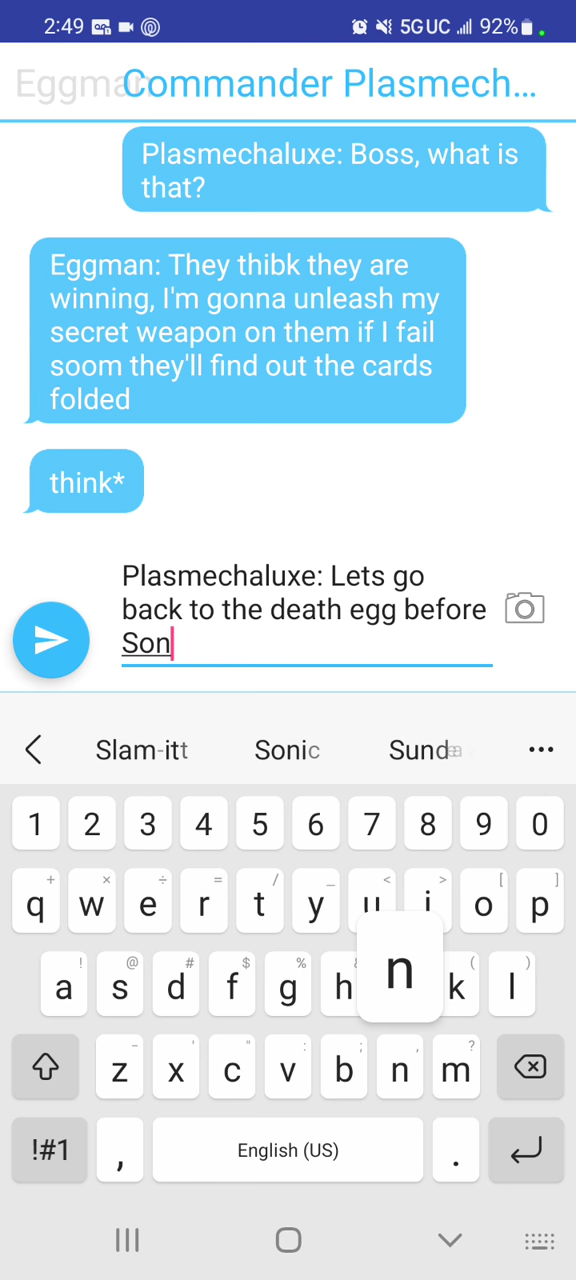 2:49 5G UC 92%
Eggman Commander Plasmech...
Plasmechaluxe: Boss, what is
that?
Eggman: They thibk they are
winning, I'm gonna unleash my
secret weapon on them if I fail
soom they'll find out the cards
folded
think*
Plasmechaluxe: Lets go
back to the death egg before
Son
Slam-itt Sonic Sund ...
1 2 3 4 5 6 7 8 9 0
+ × ÷ = / _ < > [ ]
q w e r t y u i o p
! @ # $ % ( )
a s d f g h n k l
- ' " : ; , ?
z x c v b n m
!#1 , English (US) .